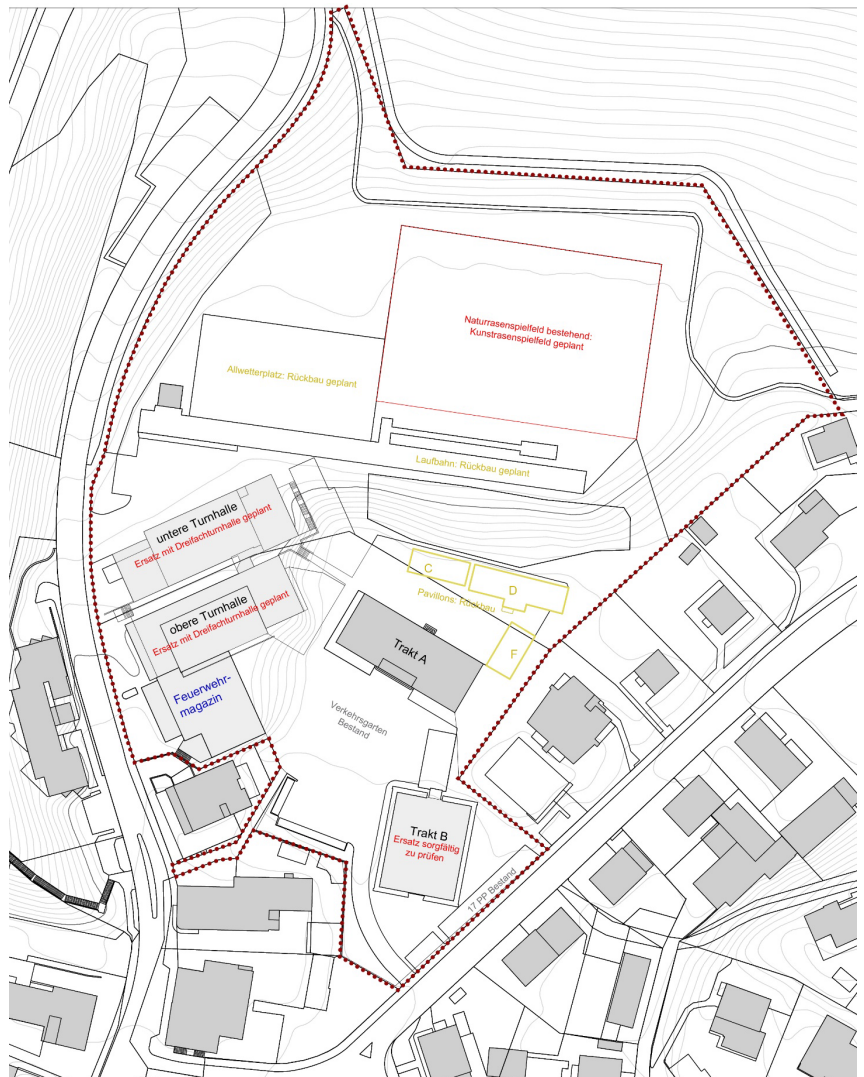 Naturrasenspielfeld bestehend:
Kunstrasenspielfeld geplant
Allwetterplatz: Rückbau geplant
Laufbahn: Rückbau geplant
untere Turnhalle
Ersatz mit Dreifachturnhalle geplant
C
D
Pavillons: Rückbau
F
obere Turnhalle
Ersatz mit Dreifachturnhalle geplant
Trakt A
Feuerwehr-
magazin
Verkehrsgarten
Bestand
Trakt B
Ersatz sorgfältig
zu prüfen
17 PP Bestand